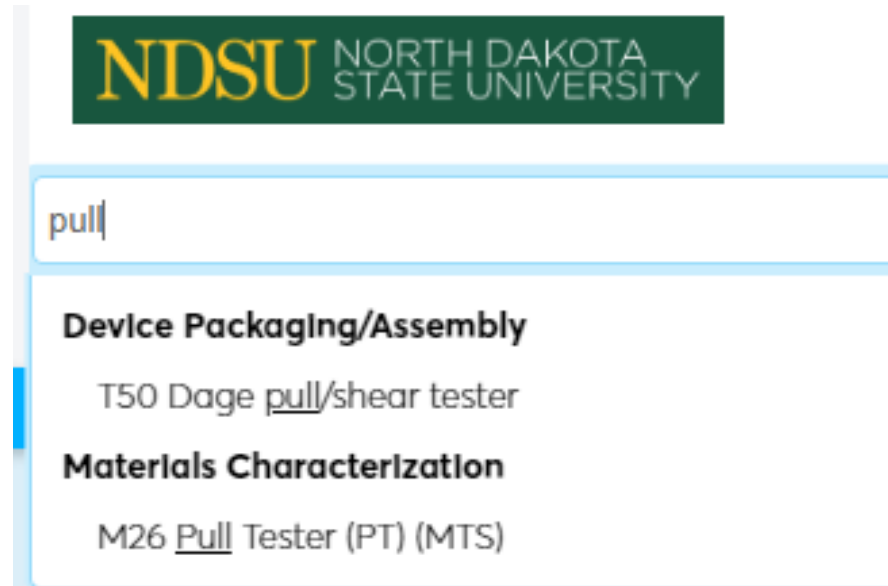 NDSU NORTH DAKOTA
STATE UNIVERSITY
pull
Device Packaging/Assembly
T50 Dage pull/shear tester
Materials Characterization
M26 Pull Tester (PT) (MTS)